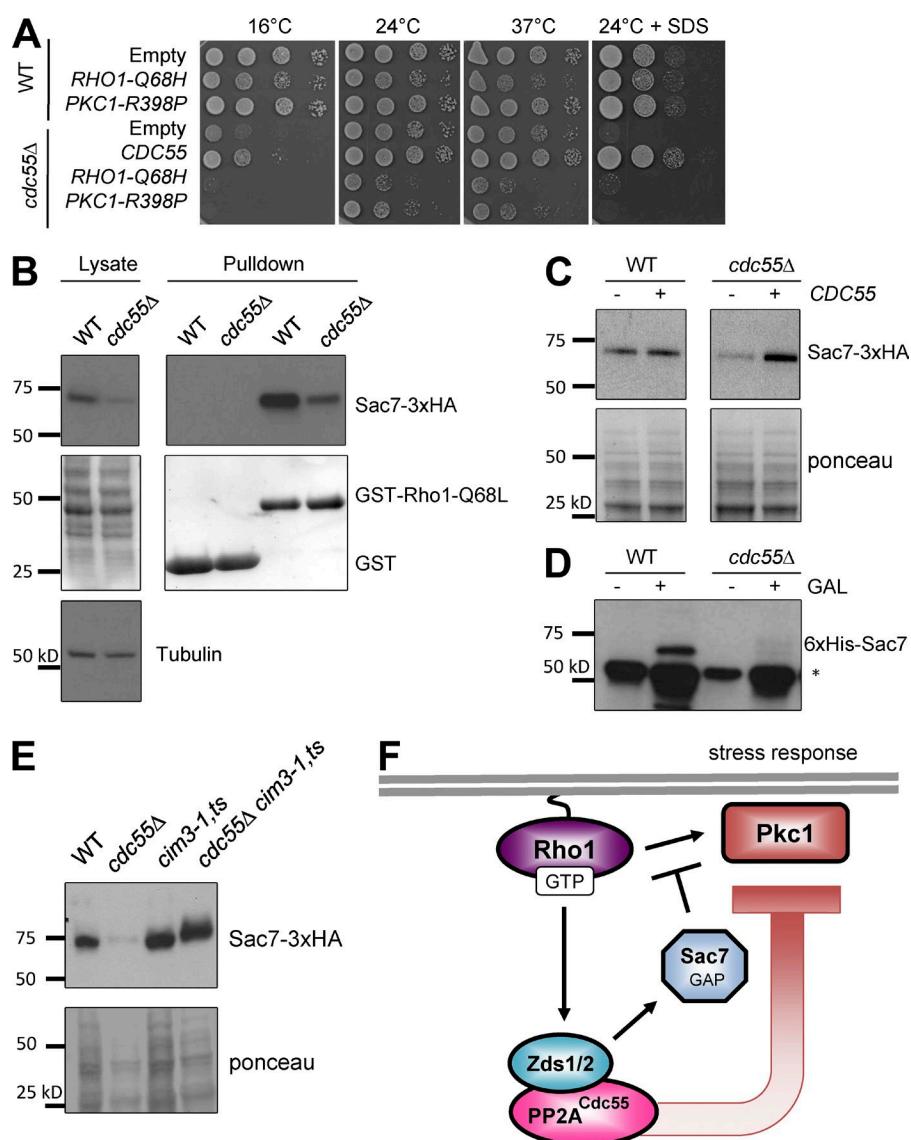 A
16°C 24°C 37°C 24°C + SDS
WT
Empty
RHO1-Q68H
PKC1-R398P
cdc55Δ
Empty
CDC55
RHO1-Q68H
PKC1-R398P
B
Lysate Pulldown
WT cdc55Δ WT cdc55Δ WT cdc55Δ
75
50
Sac7-3xHA
50
25
GST-Rho1-Q68L
GST
50 kD
Tubulin
C
WT cdc55Δ
- + - + CDC55
75
50
Sac7-3xHA
50
25 kD
ponceau
D
WT cdc55Δ
- + - + GAL
75
50 kD
6xHis-Sac7
*
E
WT cdc55Δ cim3-1,ts cdc55Δ cim3-1,ts
75
50
Sac7-3xHA
50
25 kD
ponceau
F
stress response
Rho1
GTP
Pkc1
Sac7
GAP
Zds1/2
PP2A Cdc55